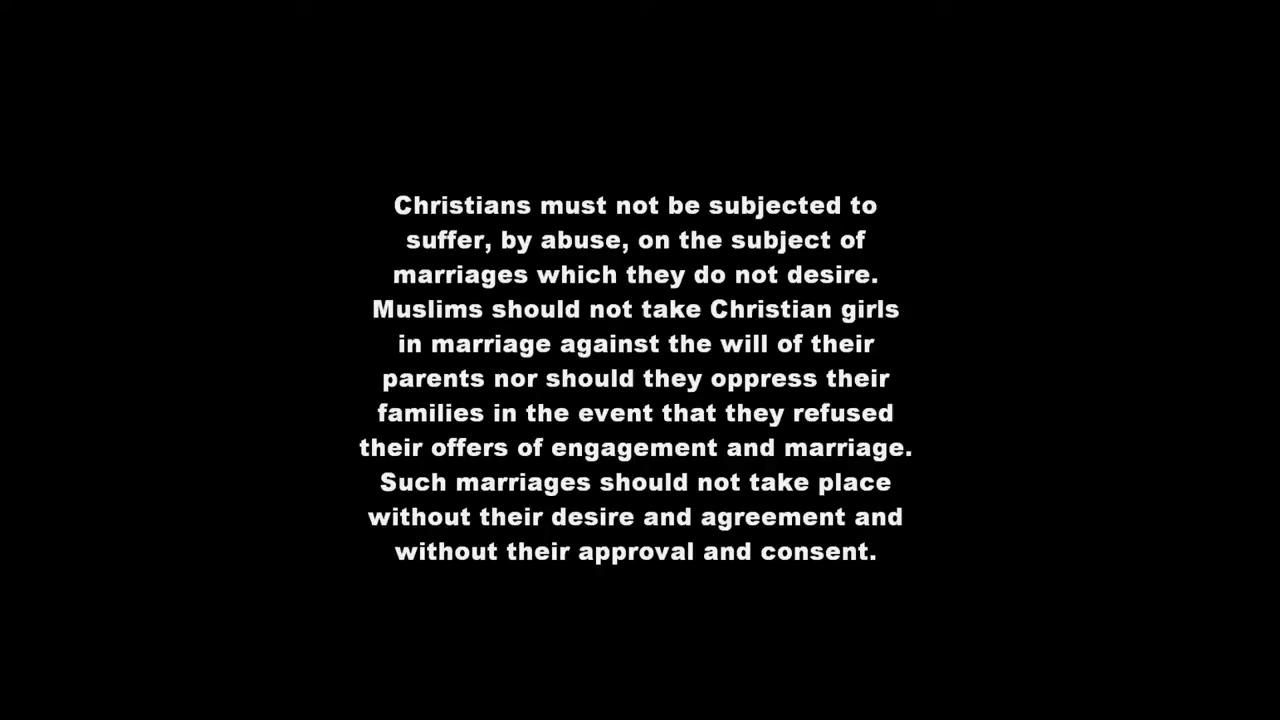 Christians must not be subjected to
suffer, by abuse, on the subject of
marriages which they do not desire.
Muslims should not take Christian girls
in marriage against the will of their
parents nor should they oppress their
families in the event that they refused
their offers of engagement and marriage.
Such marriages should not take place
without their desire and agreement and
without their approval and consent.